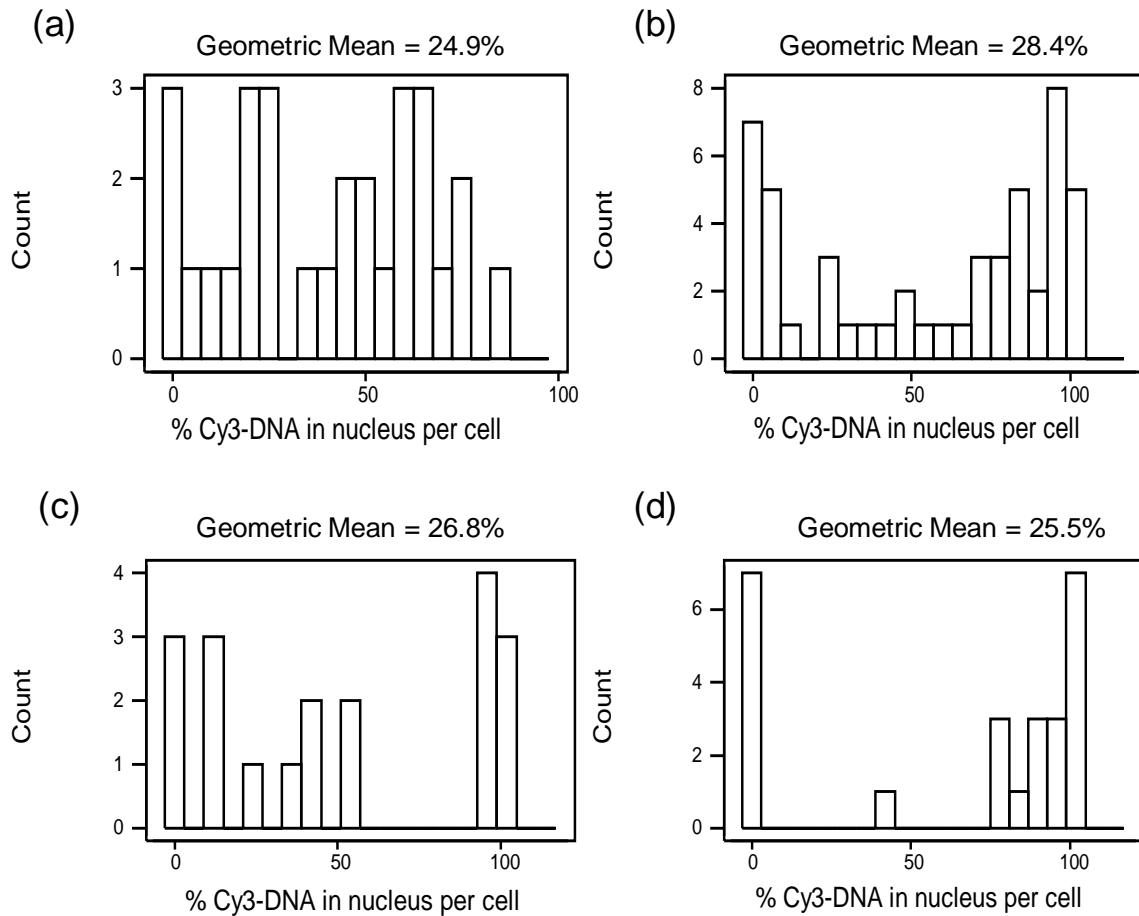 (a)
Geometric Mean = 24.9%
3
2
1
0
Count
0 50 100
% Cy3-DNA in nucleus per cell
(b)
Geometric Mean = 28.4%
8
6
4
2
0
Count
0 50 100
% Cy3-DNA in nucleus per cell
(c)
Geometric Mean = 26.8%
4
3
2
1
0
Count
0 50 100
% Cy3-DNA in nucleus per cell
(d)
Geometric Mean = 25.5%
6
4
2
0
Count
0 50 100
% Cy3-DNA in nucleus per cell